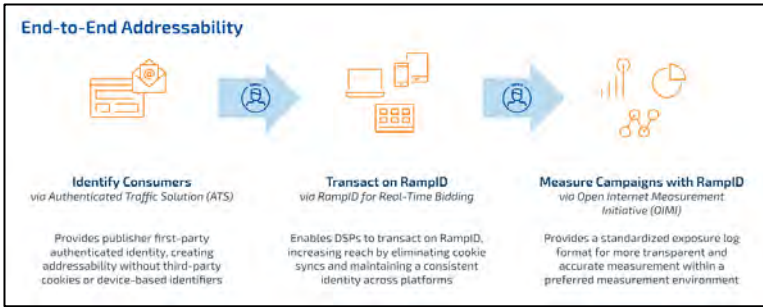 End-to-End Addressability
@
Identify Consumers
via Authenticated Traffic Solution (ATS)
Provides publisher first-party
authenticated identity, creating
addressability without third-party
cookies or device-based identifiers
Transact on RampID
via RampID for Real-Time Bidding
Enables DSPs to transact on RampID,
increasing reach by eliminating cookie
syncs and maintaining a consistent
identity across platforms
Measure Campaigns with RampID
via Open Internet Measurement
Initiative (OIMI)
Provides a standardized exposure log
format for more transparent and
accurate measurement within a
preferred measurement environment